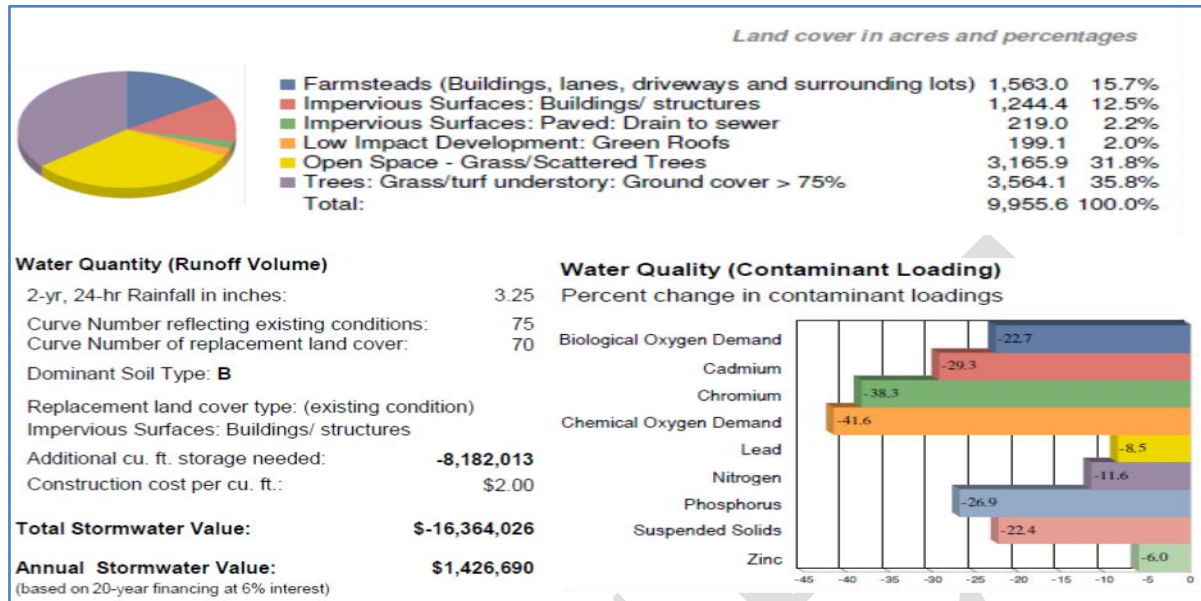 Land cover in acres and percentages
Farmsteads (Buildings, lanes, driveways and surrounding lots) 1,563.0 15.7%
Impervious Surfaces: Buildings/ structures 1,244.4 12.5%
Impervious Surfaces: Paved: Drain to sewer 219.0 2.2%
Low Impact Development: Green Roofs 199.1 2.0%
Open Space - Grass/Scattered Trees 3,165.9 31.8%
Trees: Grass/turf understory: Ground cover > 75% 3,564.1 35.8%
Total: 9,955.6 100.0%
Water Quantity (Runoff Volume)
2-yr, 24-hr Rainfall in inches: 3.25
Curve Number reflecting existing conditions: 75
Curve Number of replacement land cover: 70
Dominant Soil Type: B
Replacement land cover type: (existing condition)
Impervious Surfaces: Buildings/ structures
Additional cu. ft. storage needed: -8,182,013
Construction cost per cu. ft.: $2.00
Total Stormwater Value: $-16,364,026
Annual Stormwater Value: $1,426,690
(based on 20-year financing at 6% interest)
Water Quality (Contaminant Loading)
Percent change in contaminant loadings
Biological Oxygen Demand -22.7
Cadmium -29.3
Chromium -38.3
Chemical Oxygen Demand -41.6
Lead -8.5
Nitrogen -11.6
Phosphorus -26.9
Suspended Solids -22.4
Zinc -6.0
-45 -40 -35 -30 -25 -20 -15 -10 -5 0